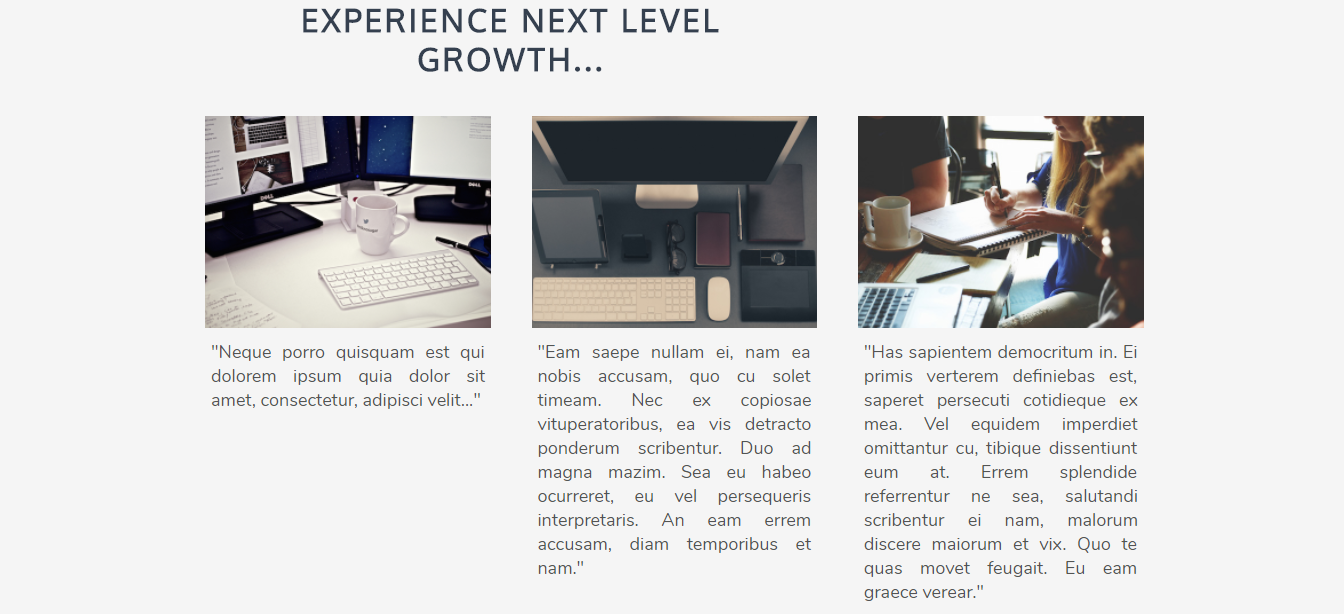 EXPERIENCE NEXT LEVEL
GROWTH...
DELL
DELL
"Neque porro quisquam est qui
dolorem ipsum quia dolor sit
amet, consectetur, adipisci velit..."
"Eam saepe nullam ei, nam ea
nobis accusam, quo cu solet
timeam. Nec ex copiosae
vituperatoribus, ea vis detracto
ponderum scribentur. Duo ad
magna mazim. Sea eu habeo
ocurreret, eu vel persequeris
interpretaris. An eam errem
accusam, diam temporibus et
nam."
"Has sapientem democritum in. Ei
primis verterem definiebas est,
saperet persecuti cotidieque ex
mea. Vel equidem imperdiet
omittantur cu, tibique dissentiunt
eum at. Errem splendide
referrentur ne sea, salutandi
scribentur ei nam, malorum
discere maiorum et vix. Quo te
quas movet feugait. Eu eam
graece verear."